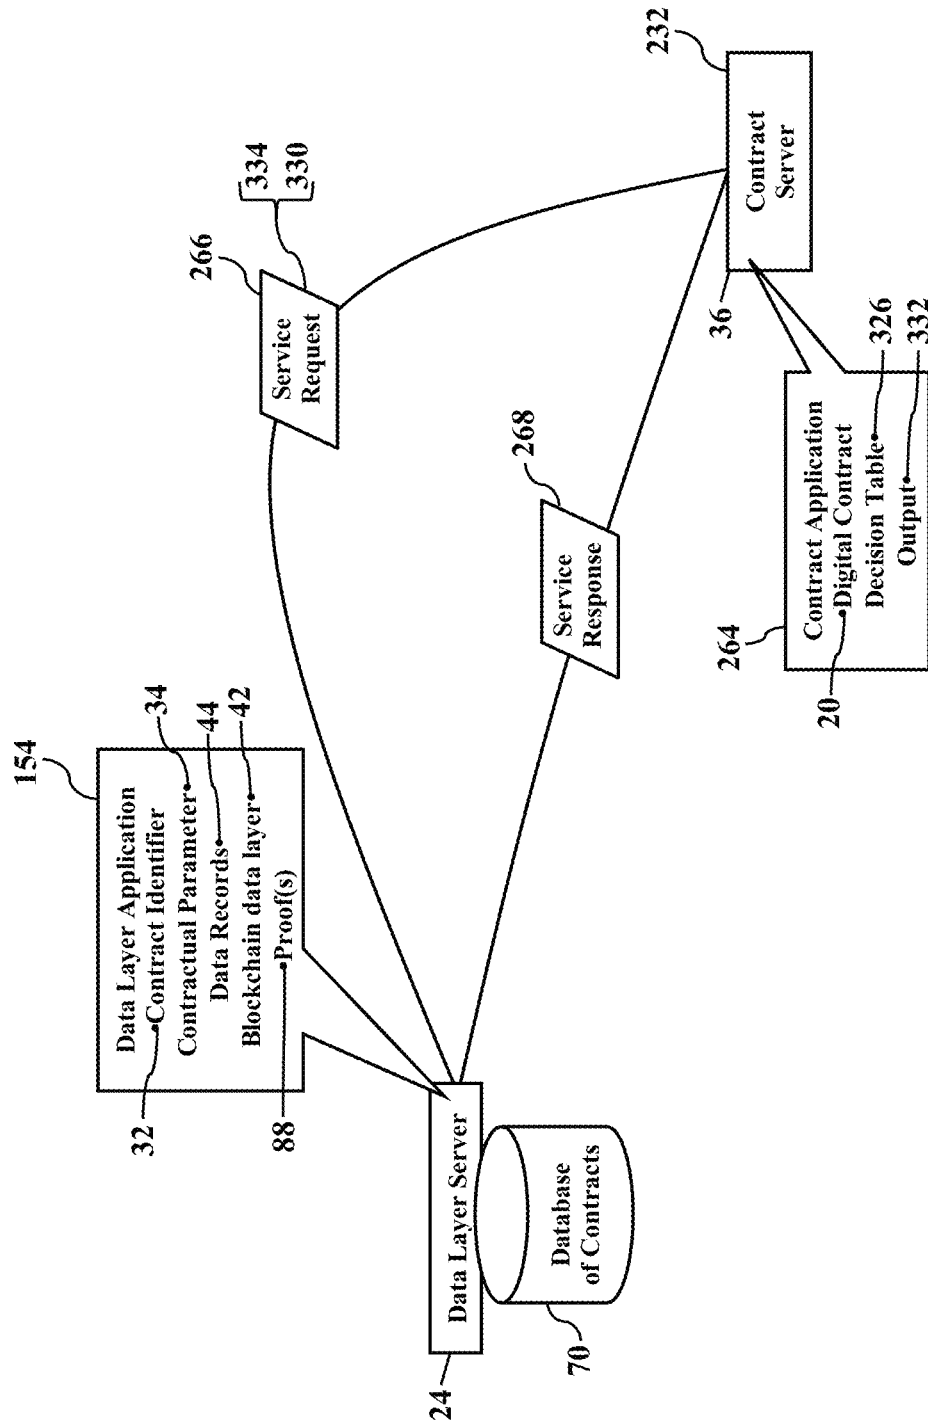 154
Data Layer Application
32
Contract Identifier
Contractual Parameter
34
Data Records
44
Blockchain data layer
42
88
Proof(s)
24
Data Layer Server
70
Database
of Contracts
266
Service
Request
334
330
268
Service
Response
36
232
Contract
Server
264
Contract Application
20
Digital Contract
Decision Table
326
Output
332